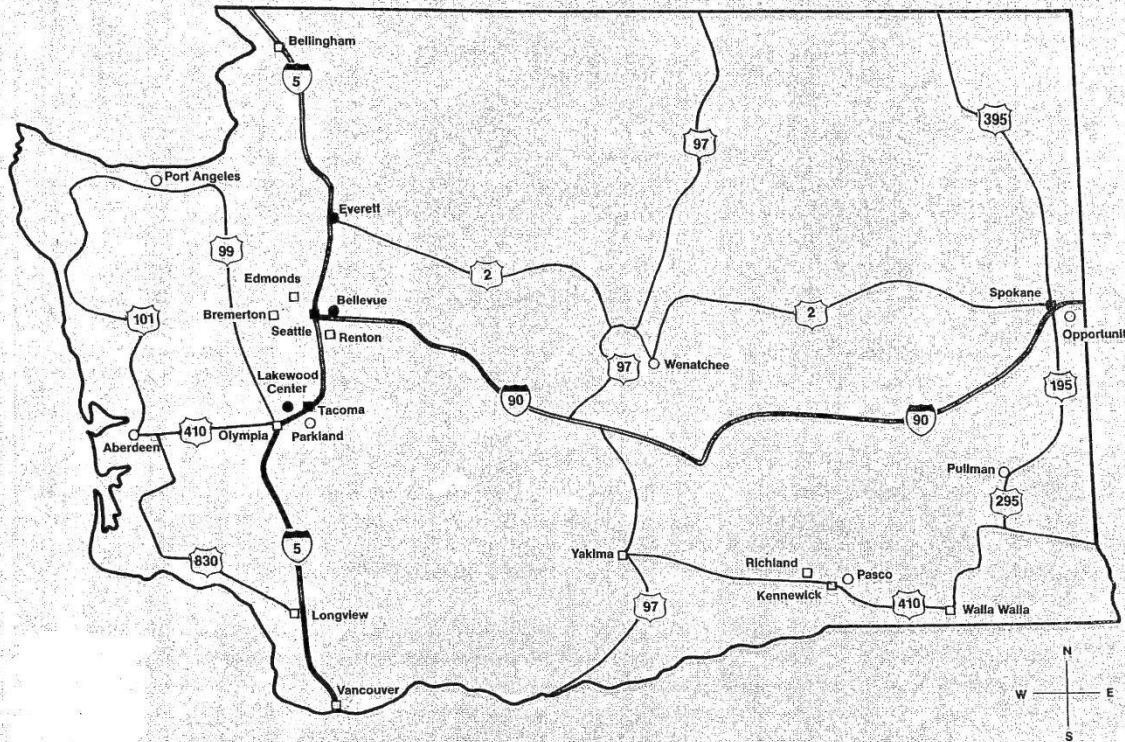 Bellingham
5
395
97
Port Angeles
Everett
99
2
Edmonds
Bellevue
Spokane
101
Bremerton
Seattle
2
Renton
Opportunit
97
Wenatchee
Lakewood
Center
195
90
Tacoma
90
410
Olympia
Parkland
Aberdeen
Pullman
295
5
830
Yakima
Richland
Pasco
Kennewick
97
410
Walla Walla
Longview
N
Vancouver
W
E
S